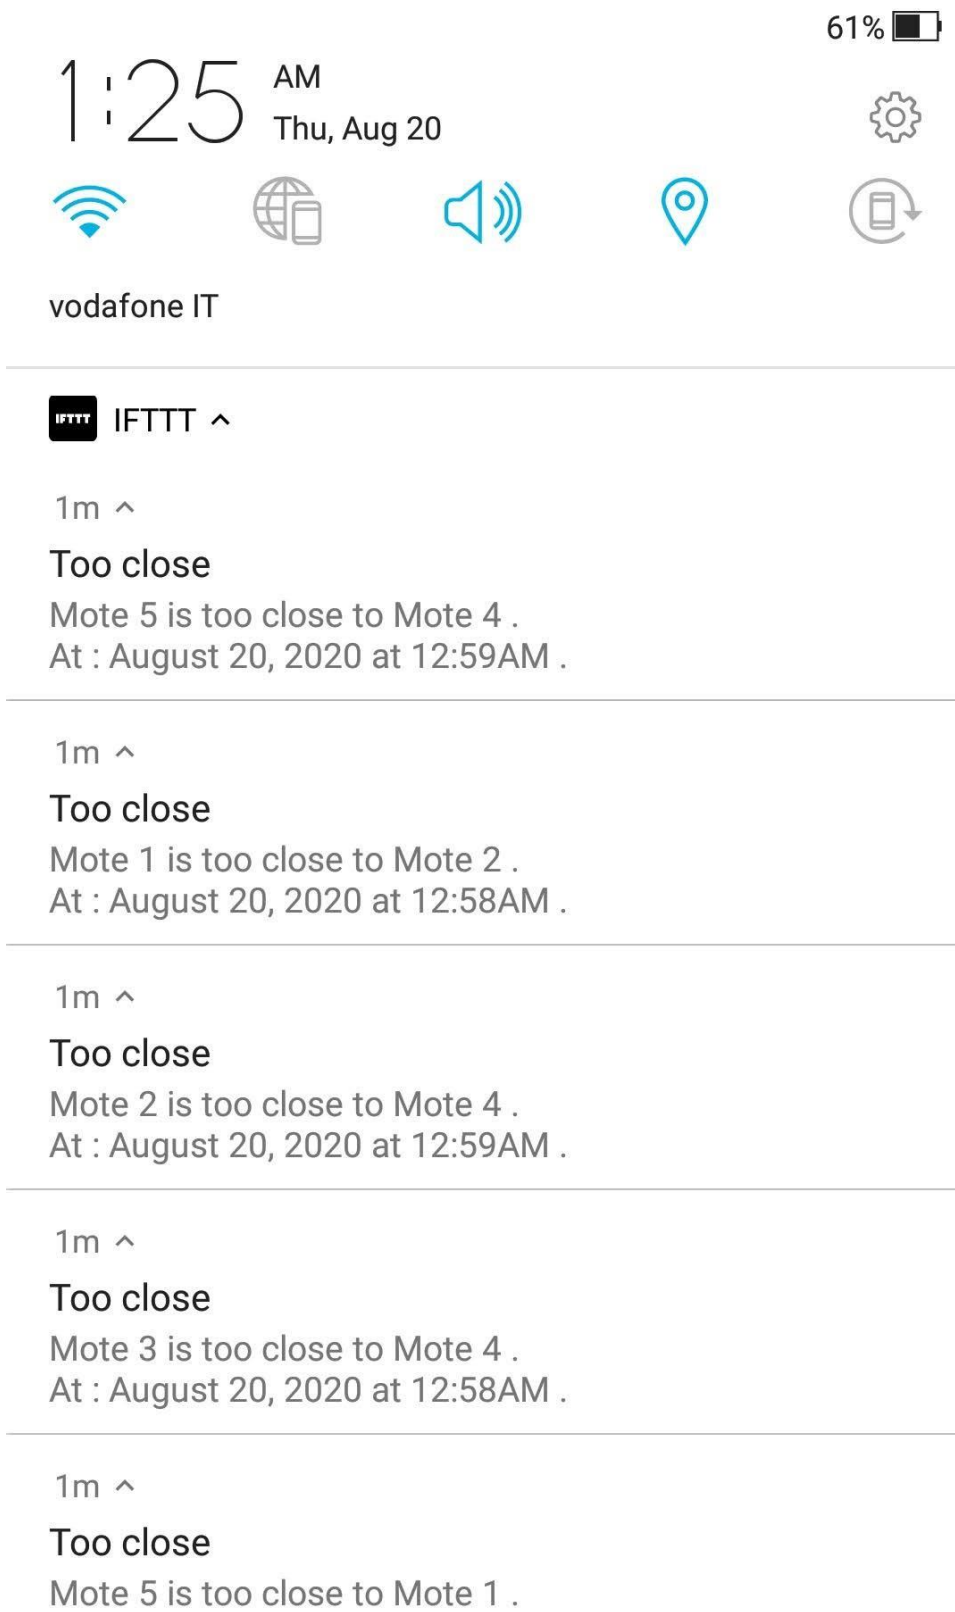 61%
1:25 AM
Thu, Aug 20
vodafone IT
IFTTT IFTTT
1m
Too close
Mote 5 is too close to Mote 4 .
At : August 20, 2020 at 12:59AM .
1m
Too close
Mote 1 is too close to Mote 2 .
At : August 20, 2020 at 12:58AM .
1m
Too close
Mote 2 is too close to Mote 4 .
At : August 20, 2020 at 12:59AM .
1m
Too close
Mote 3 is too close to Mote 4 .
At : August 20, 2020 at 12:58AM .
1m
Too close
Mote 5 is too close to Mote 1 .